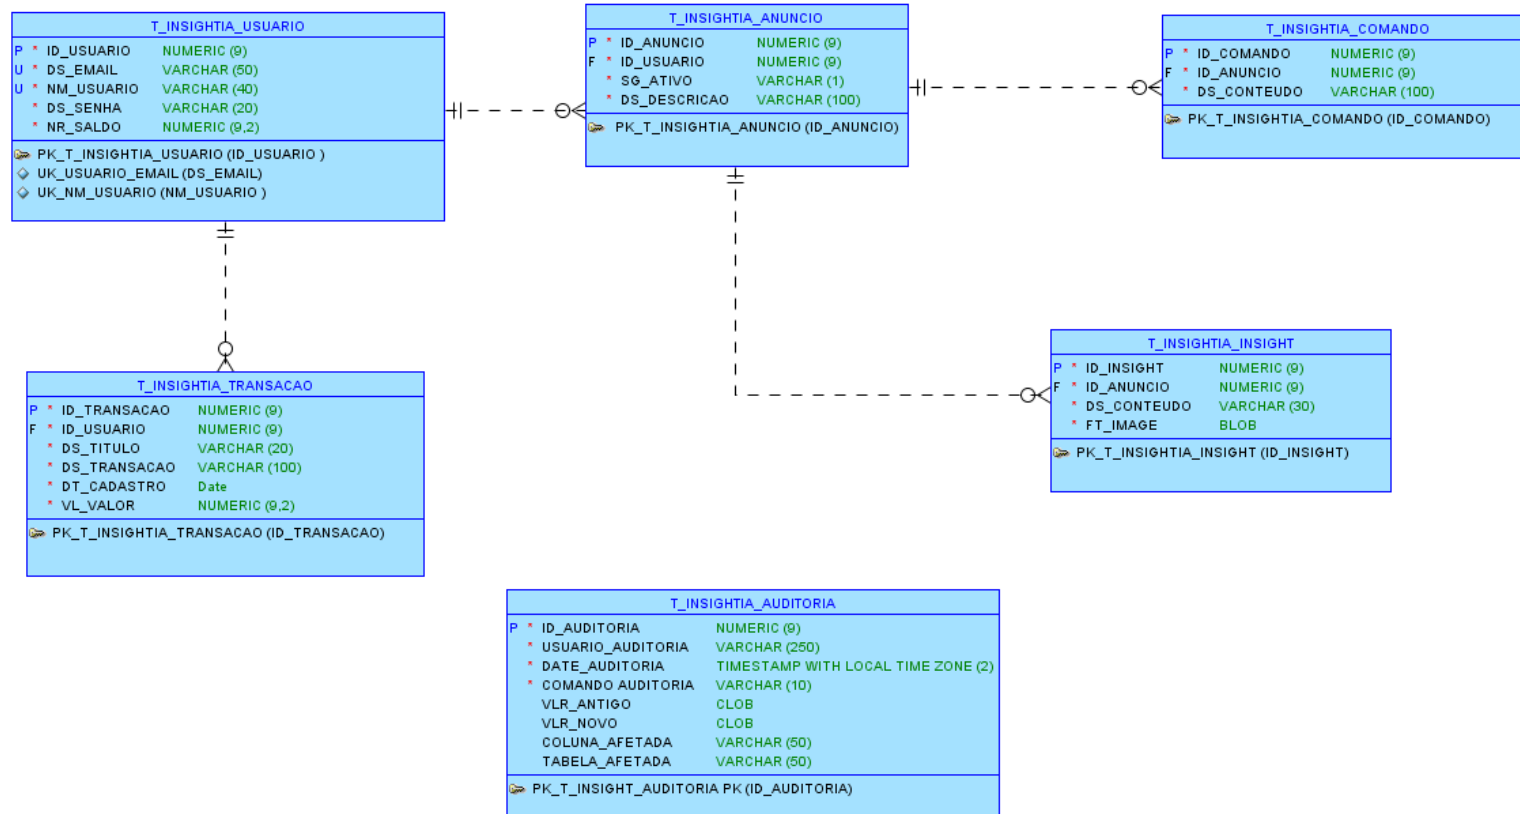 T_INSIGHTIA_USUARIO
P * ID_USUARIO NUMERIC (9)
U * DS_EMAIL VARCHAR (50)
U * NM_USUARIO VARCHAR (40)
* DS_SENHA VARCHAR (20)
* NR_SALDO NUMERIC (9,2)
PK_T_INSIGHTIA_USUARIO (ID_USUARIO )
UK_USUARIO_EMAIL (DS_EMAIL)
UK_NM_USUARIO (NM_USUARIO )
T_INSIGHTIA_ANUNCIO
P * ID_ANUNCIO NUMERIC (9)
F * ID_USUARIO NUMERIC (9)
* SG_ATIVO VARCHAR (1)
* DS_DESCRICAO VARCHAR (100)
PK_T_INSIGHTIA_ANUNCIO (ID_ANUNCIO)
T_INSIGHTIA_COMANDO
P * ID_COMANDO NUMERIC (9)
F * ID_ANUNCIO NUMERIC (9)
* DS_CONTEUDO VARCHAR (100)
PK_T_INSIGHTIA_COMANDO (ID_COMANDO)
T_INSIGHTIA_TRANSACAO
P * ID_TRANSACAO NUMERIC (9)
F * ID_USUARIO NUMERIC (9)
* DS_TITULO VARCHAR (20)
* DS_TRANSACAO VARCHAR (100)
* DT_CADASTRO Date
* VL_VALOR NUMERIC (9,2)
PK_T_INSIGHTIA_TRANSACAO (ID_TRANSACAO)
T_INSIGHTIA_INSIGHT
P * ID_INSIGHT NUMERIC (9)
F * ID_ANUNCIO NUMERIC (9)
* DS_CONTEUDO VARCHAR (30)
* FT_IMAGE BLOB
PK_T_INSIGHTIA_INSIGHT (ID_INSIGHT)
T_INSIGHTIA_AUDITORIA
P * ID_AUDITORIA NUMERIC (9)
* USUARIO_AUDITORIA VARCHAR (250)
* DATE_AUDITORIA TIMESTAMP WITH LOCAL TIME ZONE (2)
* COMANDO AUDITORIA VARCHAR (10)
VLR_ANTIGO CLOB
VLR_NOVO CLOB
COLUNA_AFETADA VARCHAR (50)
TABELA_AFETADA VARCHAR (50)
PK_T_INSIGHT_AUDITORIA PK (ID_AUDITORIA)